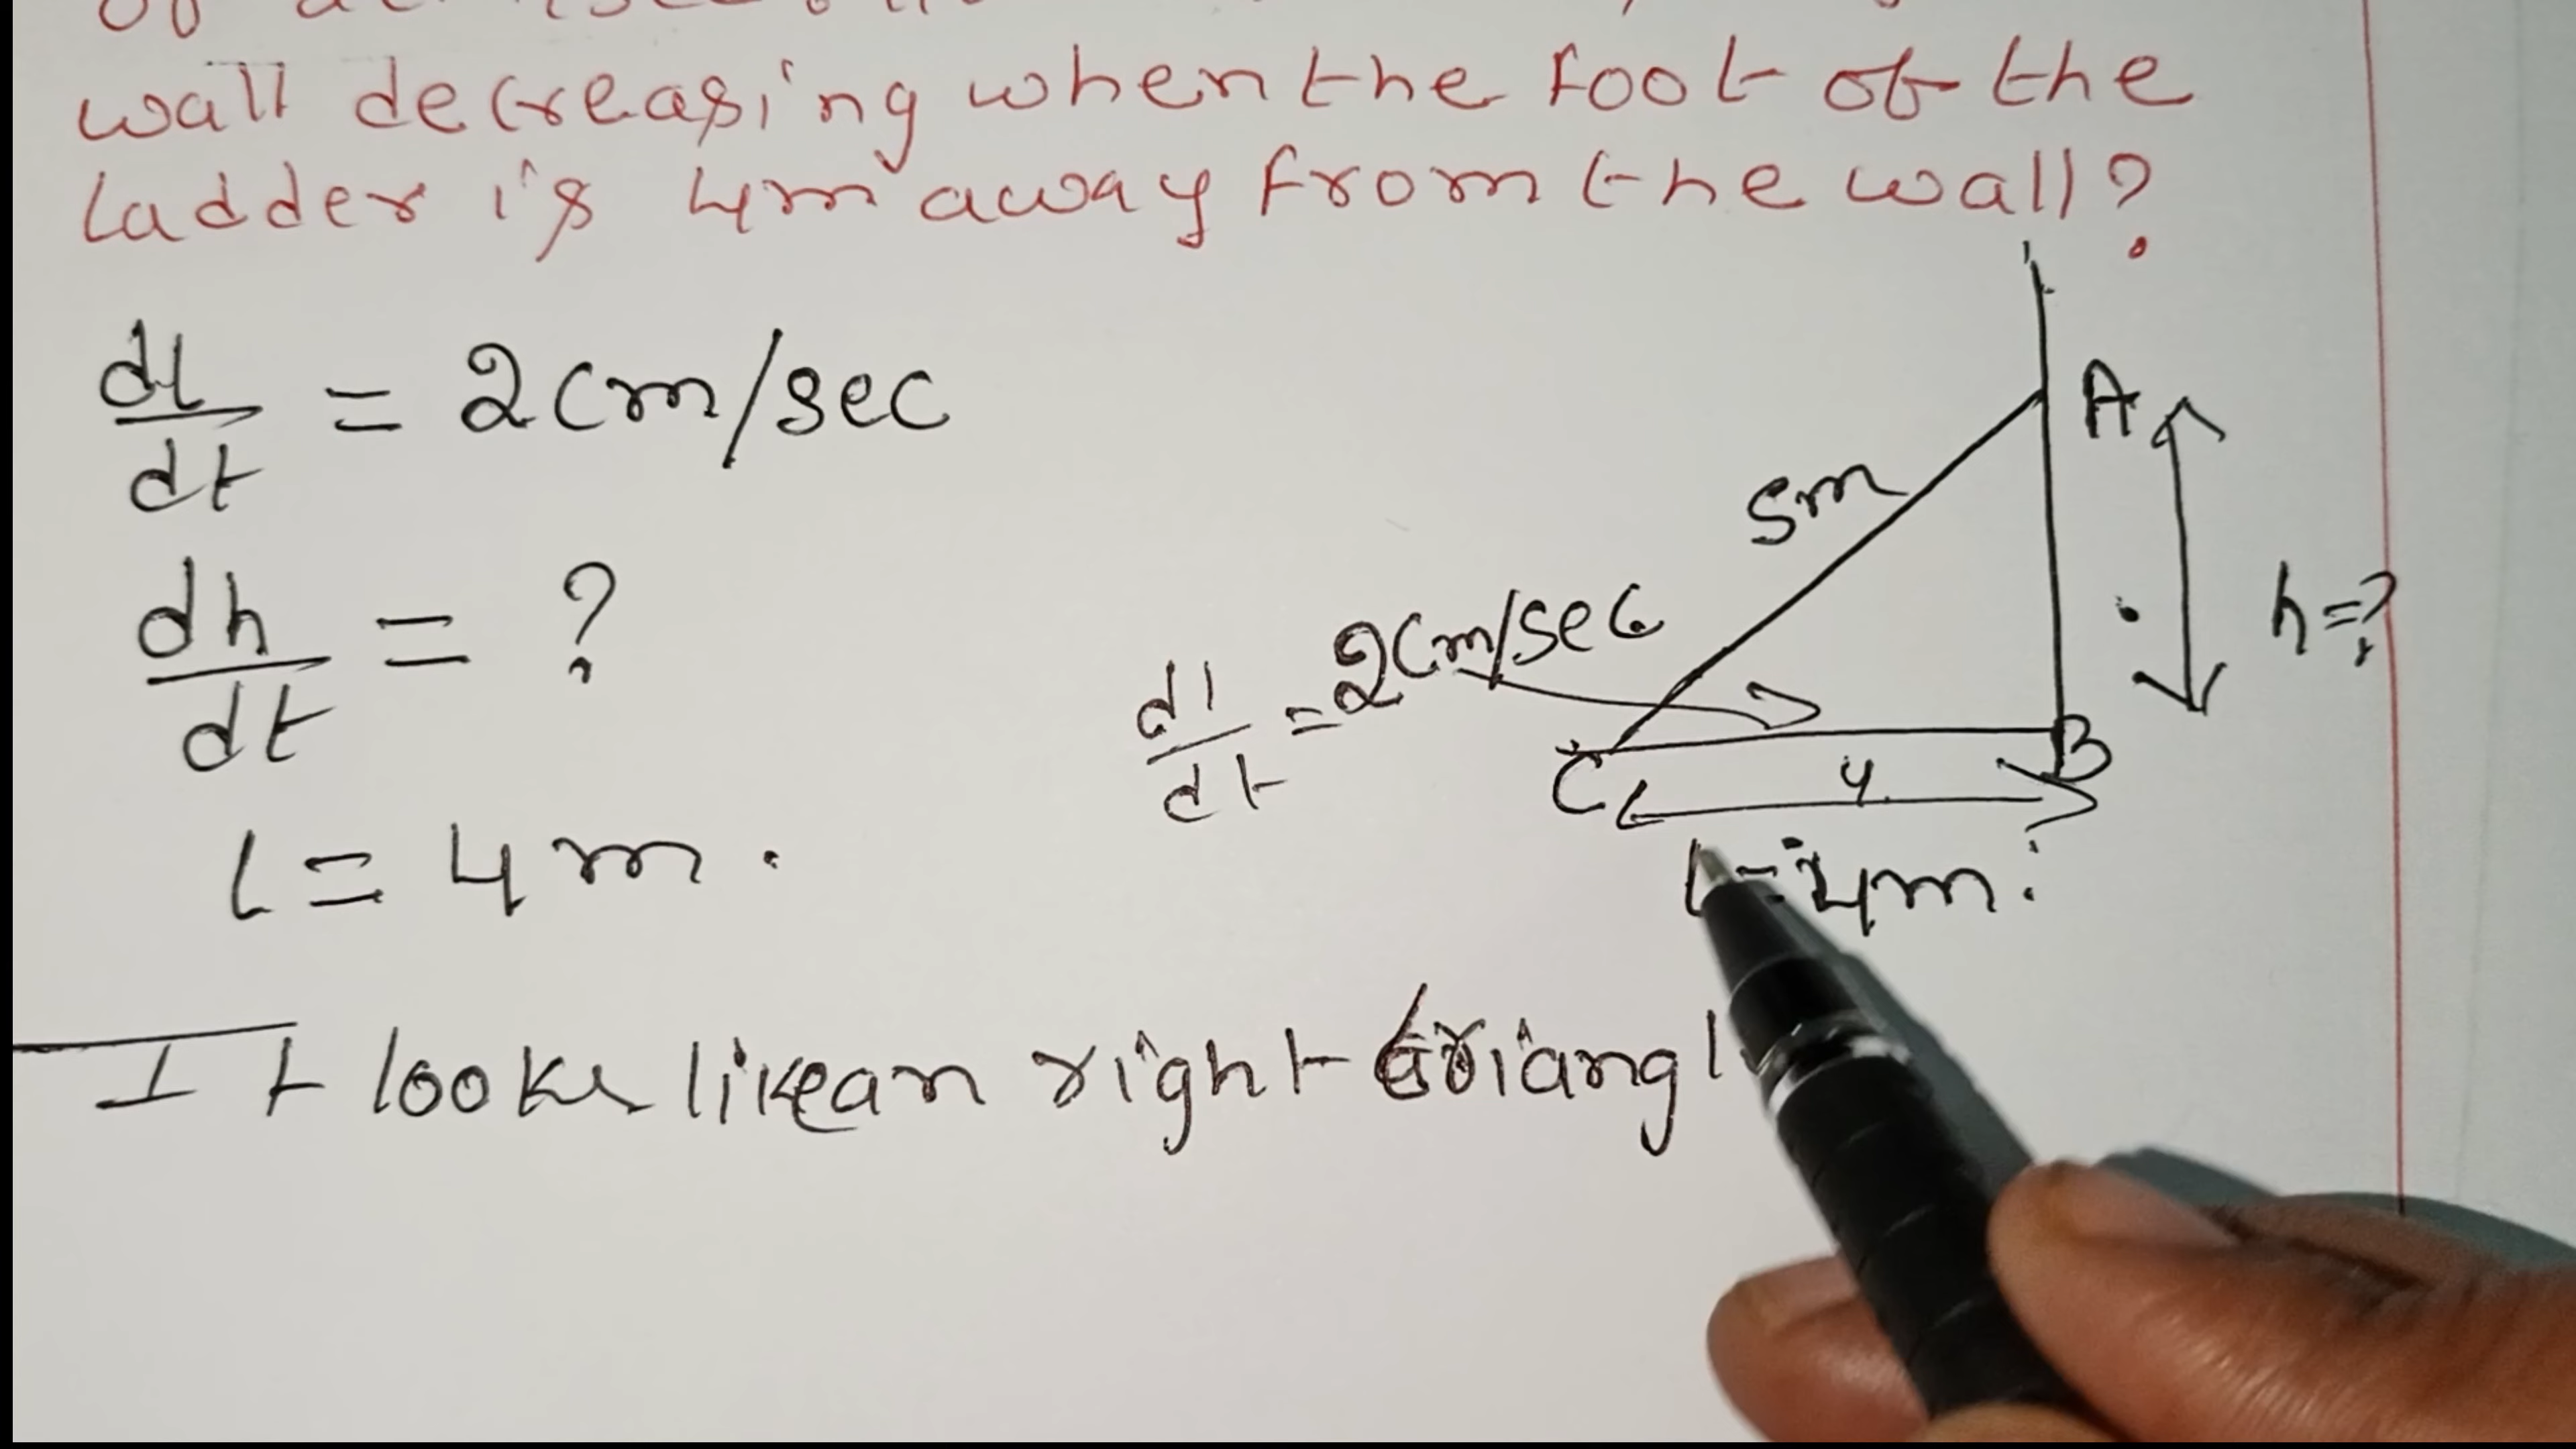 wall decreasing when the foot of the
ladder is 4m away from the wall?
dl/dt = 2cm/sec
dh/dt = ?
l = 4m.
A
5m
h=?
dl/dt = 2cm/sec
C
B
4
l=4m.
It looks like an right triangl